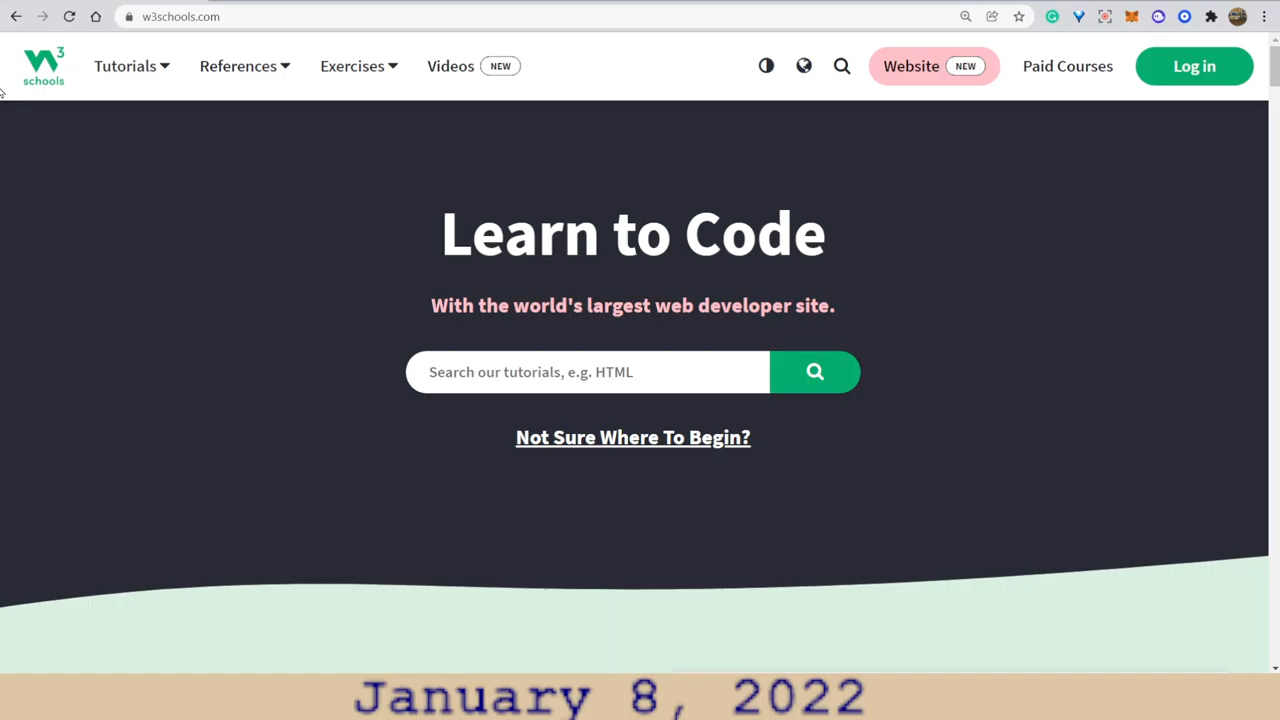 w3schools.com
W3 schools
Tutorials References Exercises Videos NEW Website NEW Paid Courses Log in
Learn to Code
With the world's largest web developer site.
Search our tutorials, e.g. HTML
Not Sure Where To Begin?
January 8, 2022